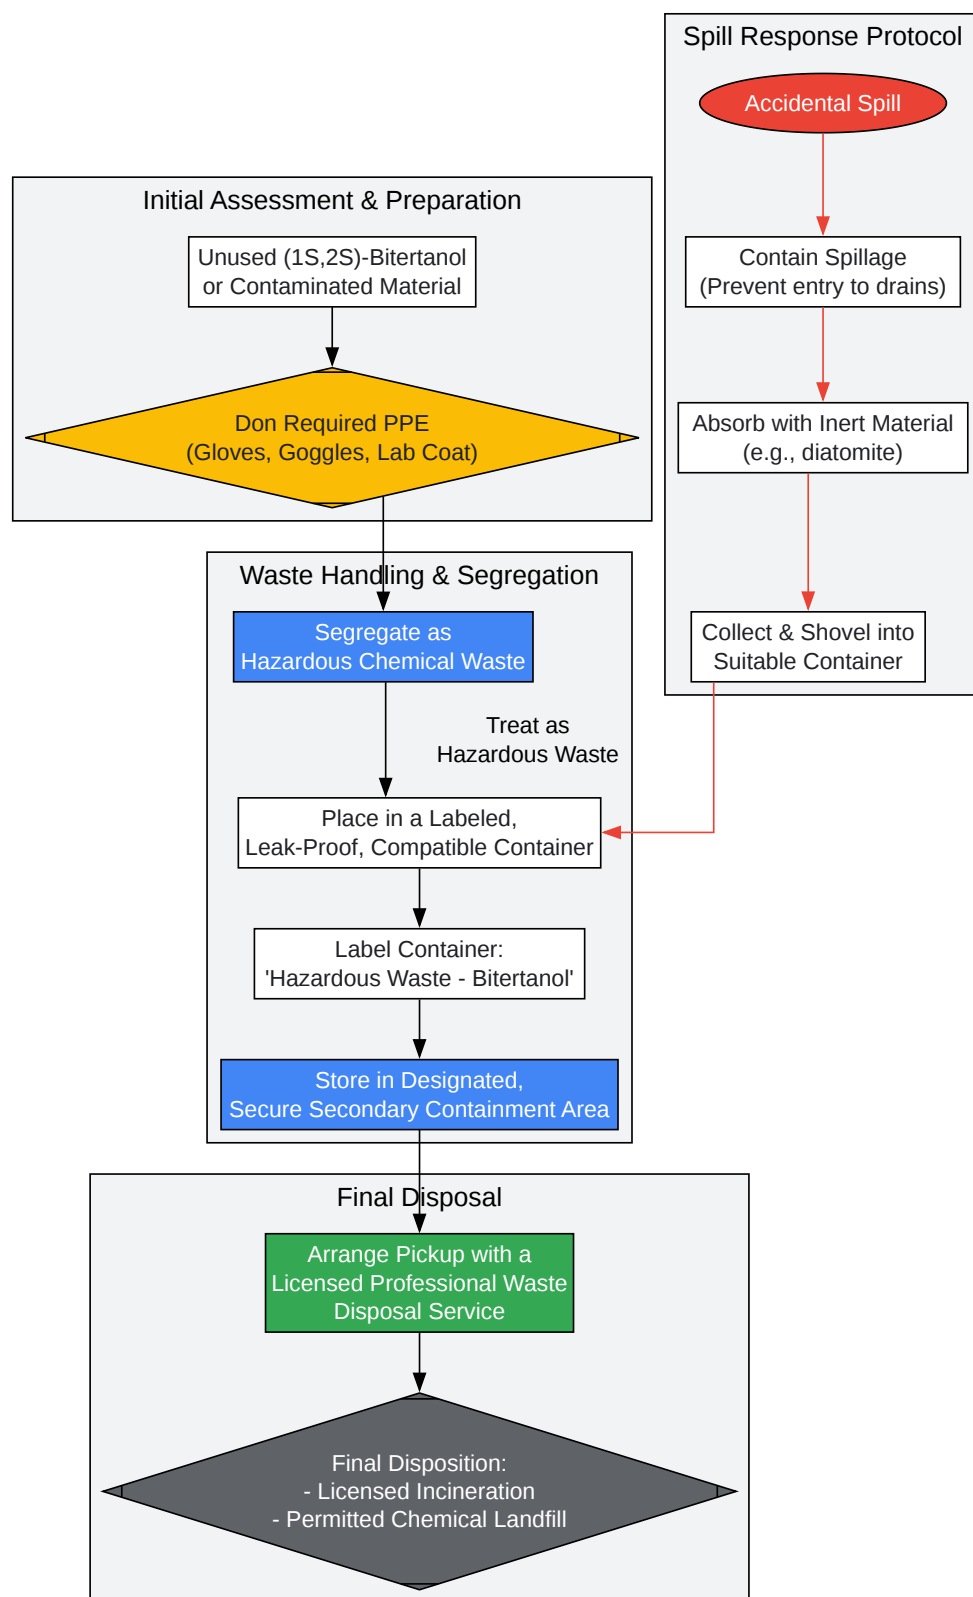 Spill Response Protocol
Accidental Spill
Contain Spillage
(Prevent entry to drains)
Absorb with Inert Material
(e.g., diatomite)
Collect & Shovel into
Suitable Container
Initial Assessment & Preparation
Unused (1S,2S)-Bitertanol
or Contaminated Material
Don Required PPE
(Gloves, Goggles, Lab Coat)
Waste Handling & Segregation
Segregate as
Hazardous Chemical Waste
Treat as
Hazardous Waste
Place in a Labeled,
Leak-Proof, Compatible Container
Label Container:
'Hazardous Waste - Bitertanol'
Store in Designated,
Secure Secondary Containment Area
Final Disposal
Arrange Pickup with a
Licensed Professional Waste
Disposal Service
Final Disposition:
- Licensed Incineration
- Permitted Chemical Landfill